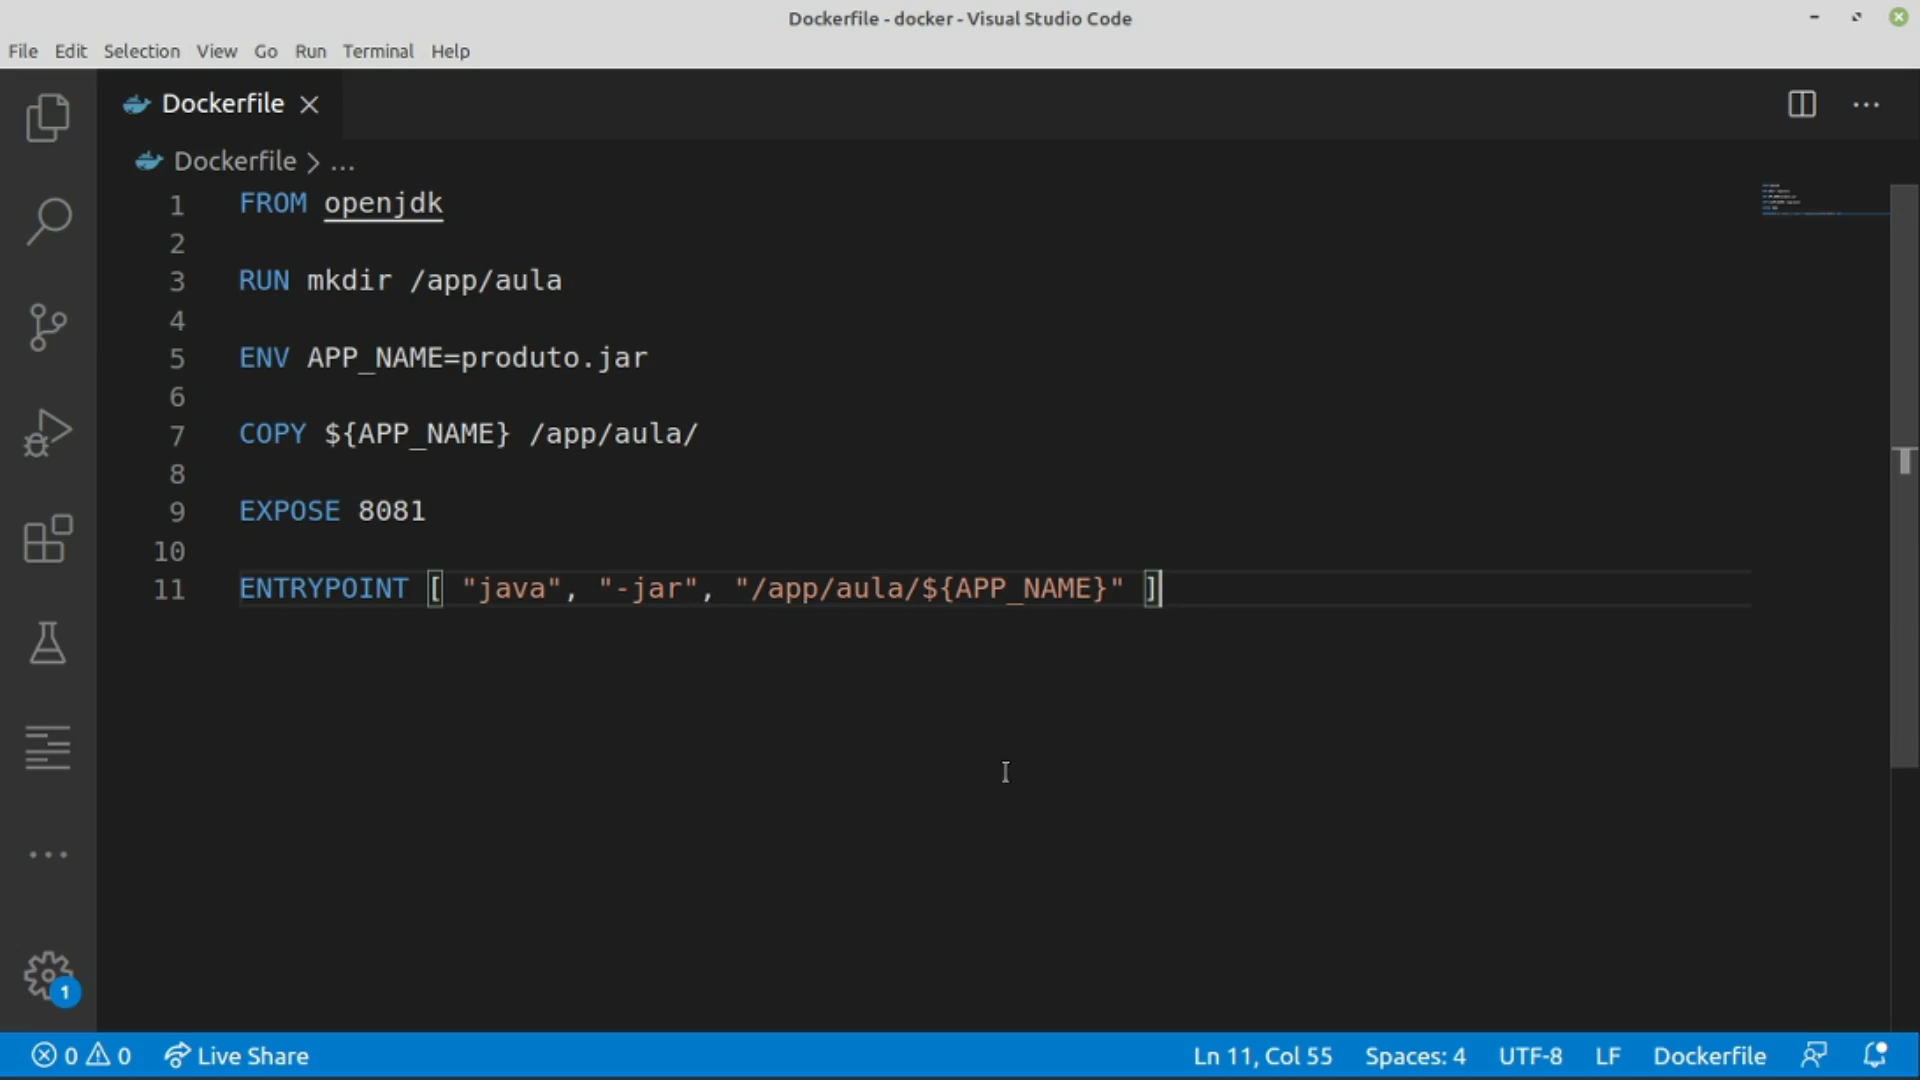 Dockerfile - docker - Visual Studio Code
File Edit Selection View Go Run Terminal Help
Dockerfile
Dockerfile > ...
1 FROM openjdk
2
3 RUN mkdir /app/aula
4
5 ENV APP_NAME=produto.jar
6
7 COPY ${APP_NAME} /app/aula/
8
9 EXPOSE 8081
10
11 ENTRYPOINT [ "java", "-jar", "/app/aula/${APP_NAME}" ]
1
0 0 Live Share Ln 11, Col 55 Spaces: 4 UTF-8 LF Dockerfile